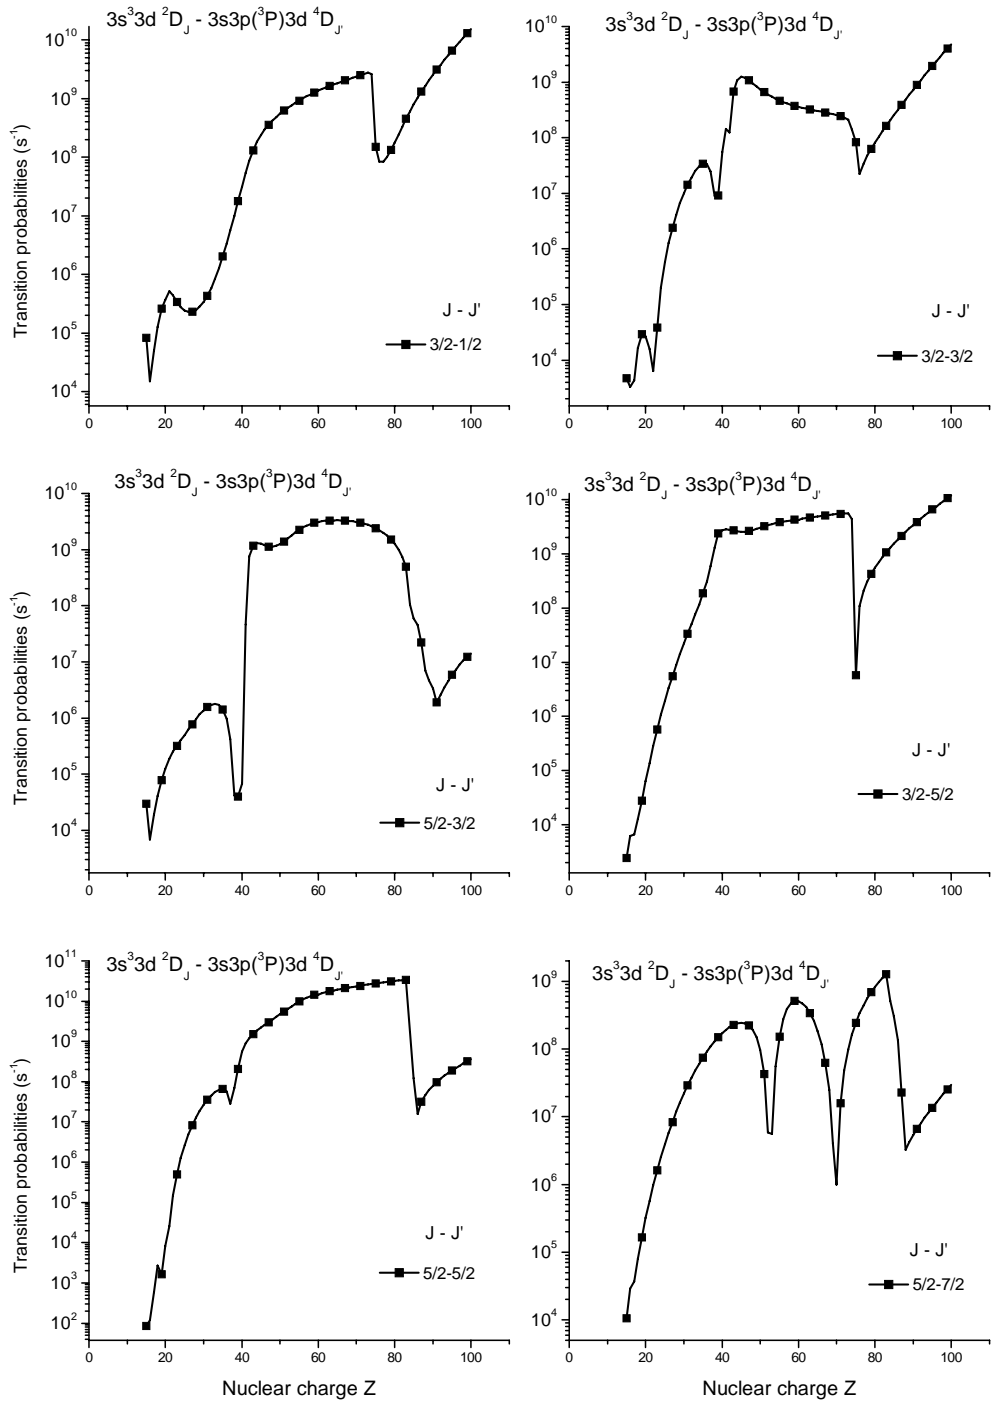 3s³3d ²D_J - 3s3p(³P)3d ⁴D_J'
Transition probabilities (s⁻¹)
10¹⁰
10⁹
10⁸
10⁷
10⁶
10⁵
10⁴
J - J'
3/2-1/2
0 20 40 60 80 100
3s³3d ²D_J - 3s3p(³P)3d ⁴D_J'
10¹⁰
10⁹
10⁸
10⁷
10⁶
10⁵
10⁴
J - J'
3/2-3/2
0 20 40 60 80 100
3s³3d ²D_J - 3s3p(³P)3d ⁴D_J'
Transition probabilities (s⁻¹)
10¹⁰
10⁹
10⁸
10⁷
10⁶
10⁵
10⁴
J - J'
5/2-3/2
0 20 40 60 80 100
3s³3d ²D_J - 3s3p(³P)3d ⁴D_J'
10¹⁰
10⁹
10⁸
10⁷
10⁶
10⁵
10⁴
J - J'
3/2-5/2
0 20 40 60 80 100
3s³3d ²D_J - 3s3p(³P)3d ⁴D_J'
Transition probabilities (s⁻¹)
10¹¹
10¹⁰
10⁹
10⁸
10⁷
10⁶
10⁵
10⁴
10³
10²
J - J'
5/2-5/2
0 20 40 60 80 100
Nuclear charge Z
3s³3d ²D_J - 3s3p(³P)3d ⁴D_J'
10⁹
10⁸
10⁷
10⁶
10⁵
10⁴
J - J'
5/2-7/2
0 20 40 60 80 100
Nuclear charge Z